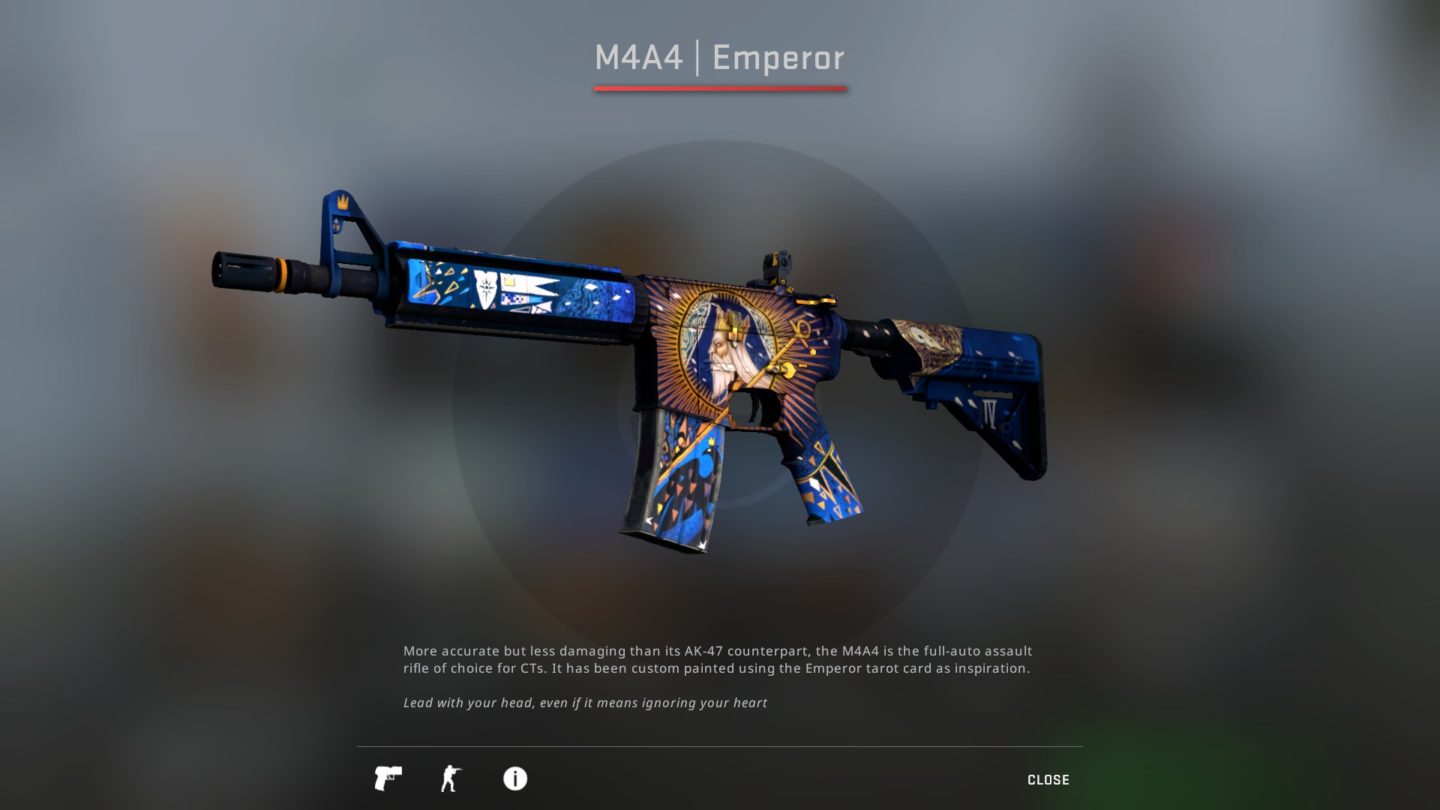 M4A4 | Emperor
IV
More accurate but less damaging than its AK-47 counterpart, the M4A4 is the full-auto assault
rifle of choice for CTs. It has been custom painted using the Emperor tarot card as inspiration.
Lead with your head, even if it means ignoring your heart
CLOSE